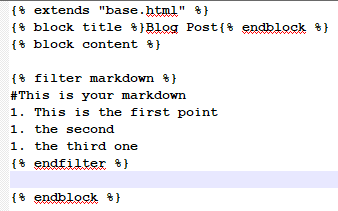 {% extends "base.html" %}
{% block title %}Blog Post{% endblock %}
{% block content %}
{% filter markdown %}
#This is your markdown
1. This is the first point
1. the second
1. the third one
{% endfilter %}
{% endblock %}